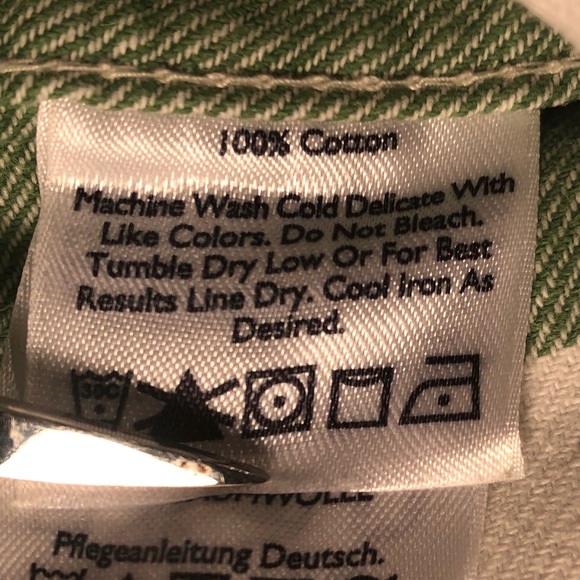 100% Cotton
Machine Wash Cold Delicate With
Like Colors. Do Not Bleach.
Tumble Dry Low Or For Best
Results Line Dry. Cool Iron As
Desired.
30C
Pflegeanleitung Deutsch.